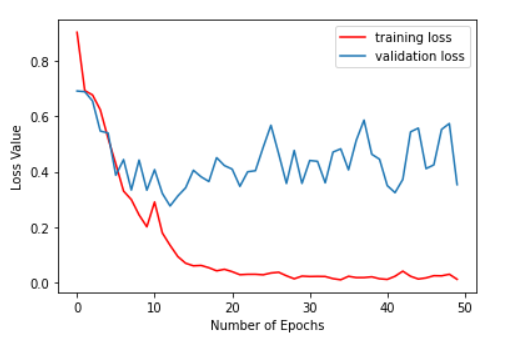 training loss
validation loss
0.8
0.6
0.4
0.2
0.0
Loss Value
0 10 20 30 40 50
Number of Epochs